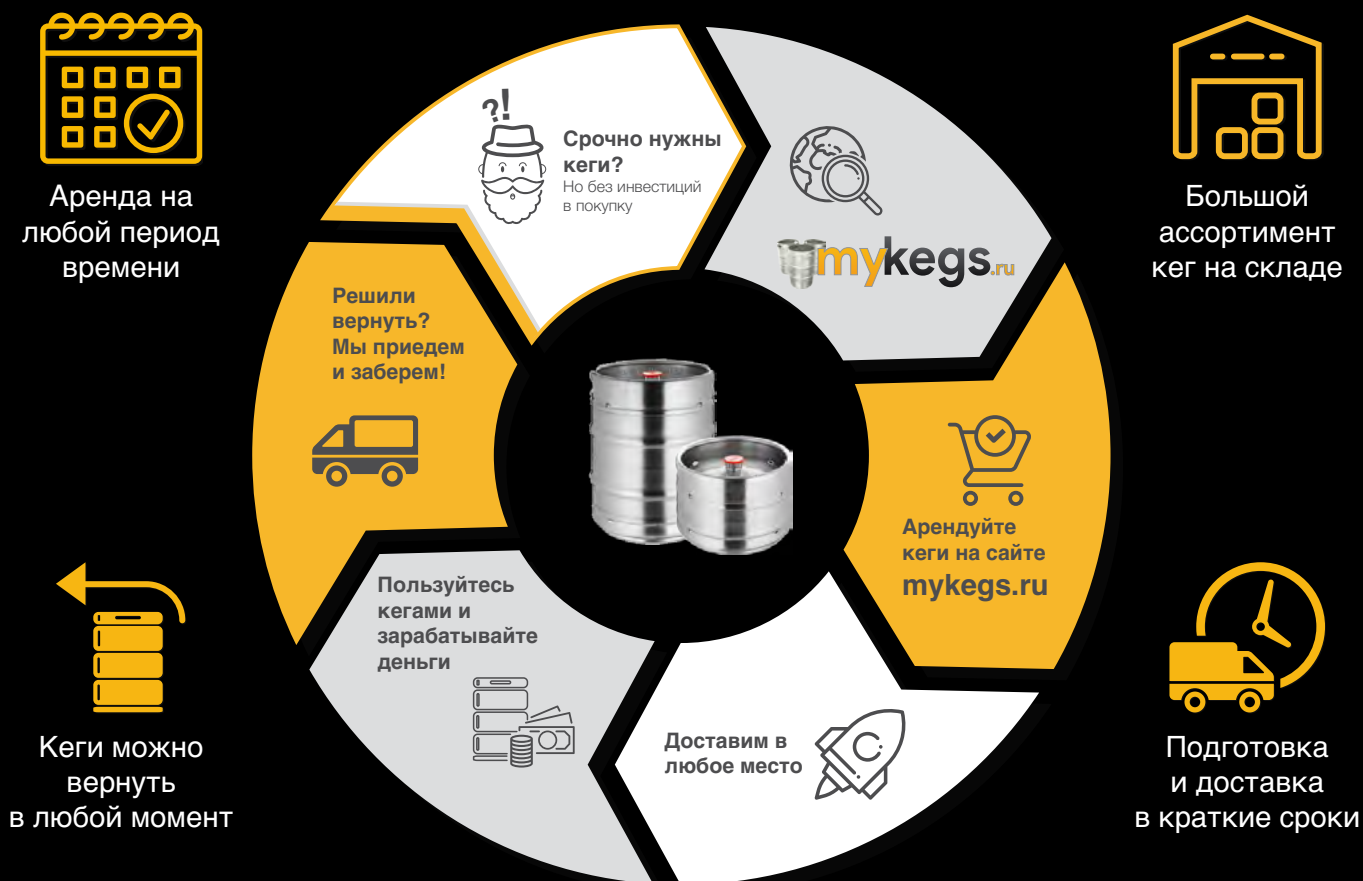 Аренда на
любой период
времени
?!
Срочно нужны
кеги?
Но без инвестиций
в покупку
mykegs.ru
Большой
ассортимент
кег на складе
Решили
вернуть?
Мы приедем
и заберем!
Арендуйте
кеги на сайте
mykegs.ru
Пользуйтесь
кегами и
зарабатывайте
деньги
Доставим в
любое место
Кеги можно
вернуть
в любой момент
Подготовка
и доставка
в краткие сроки